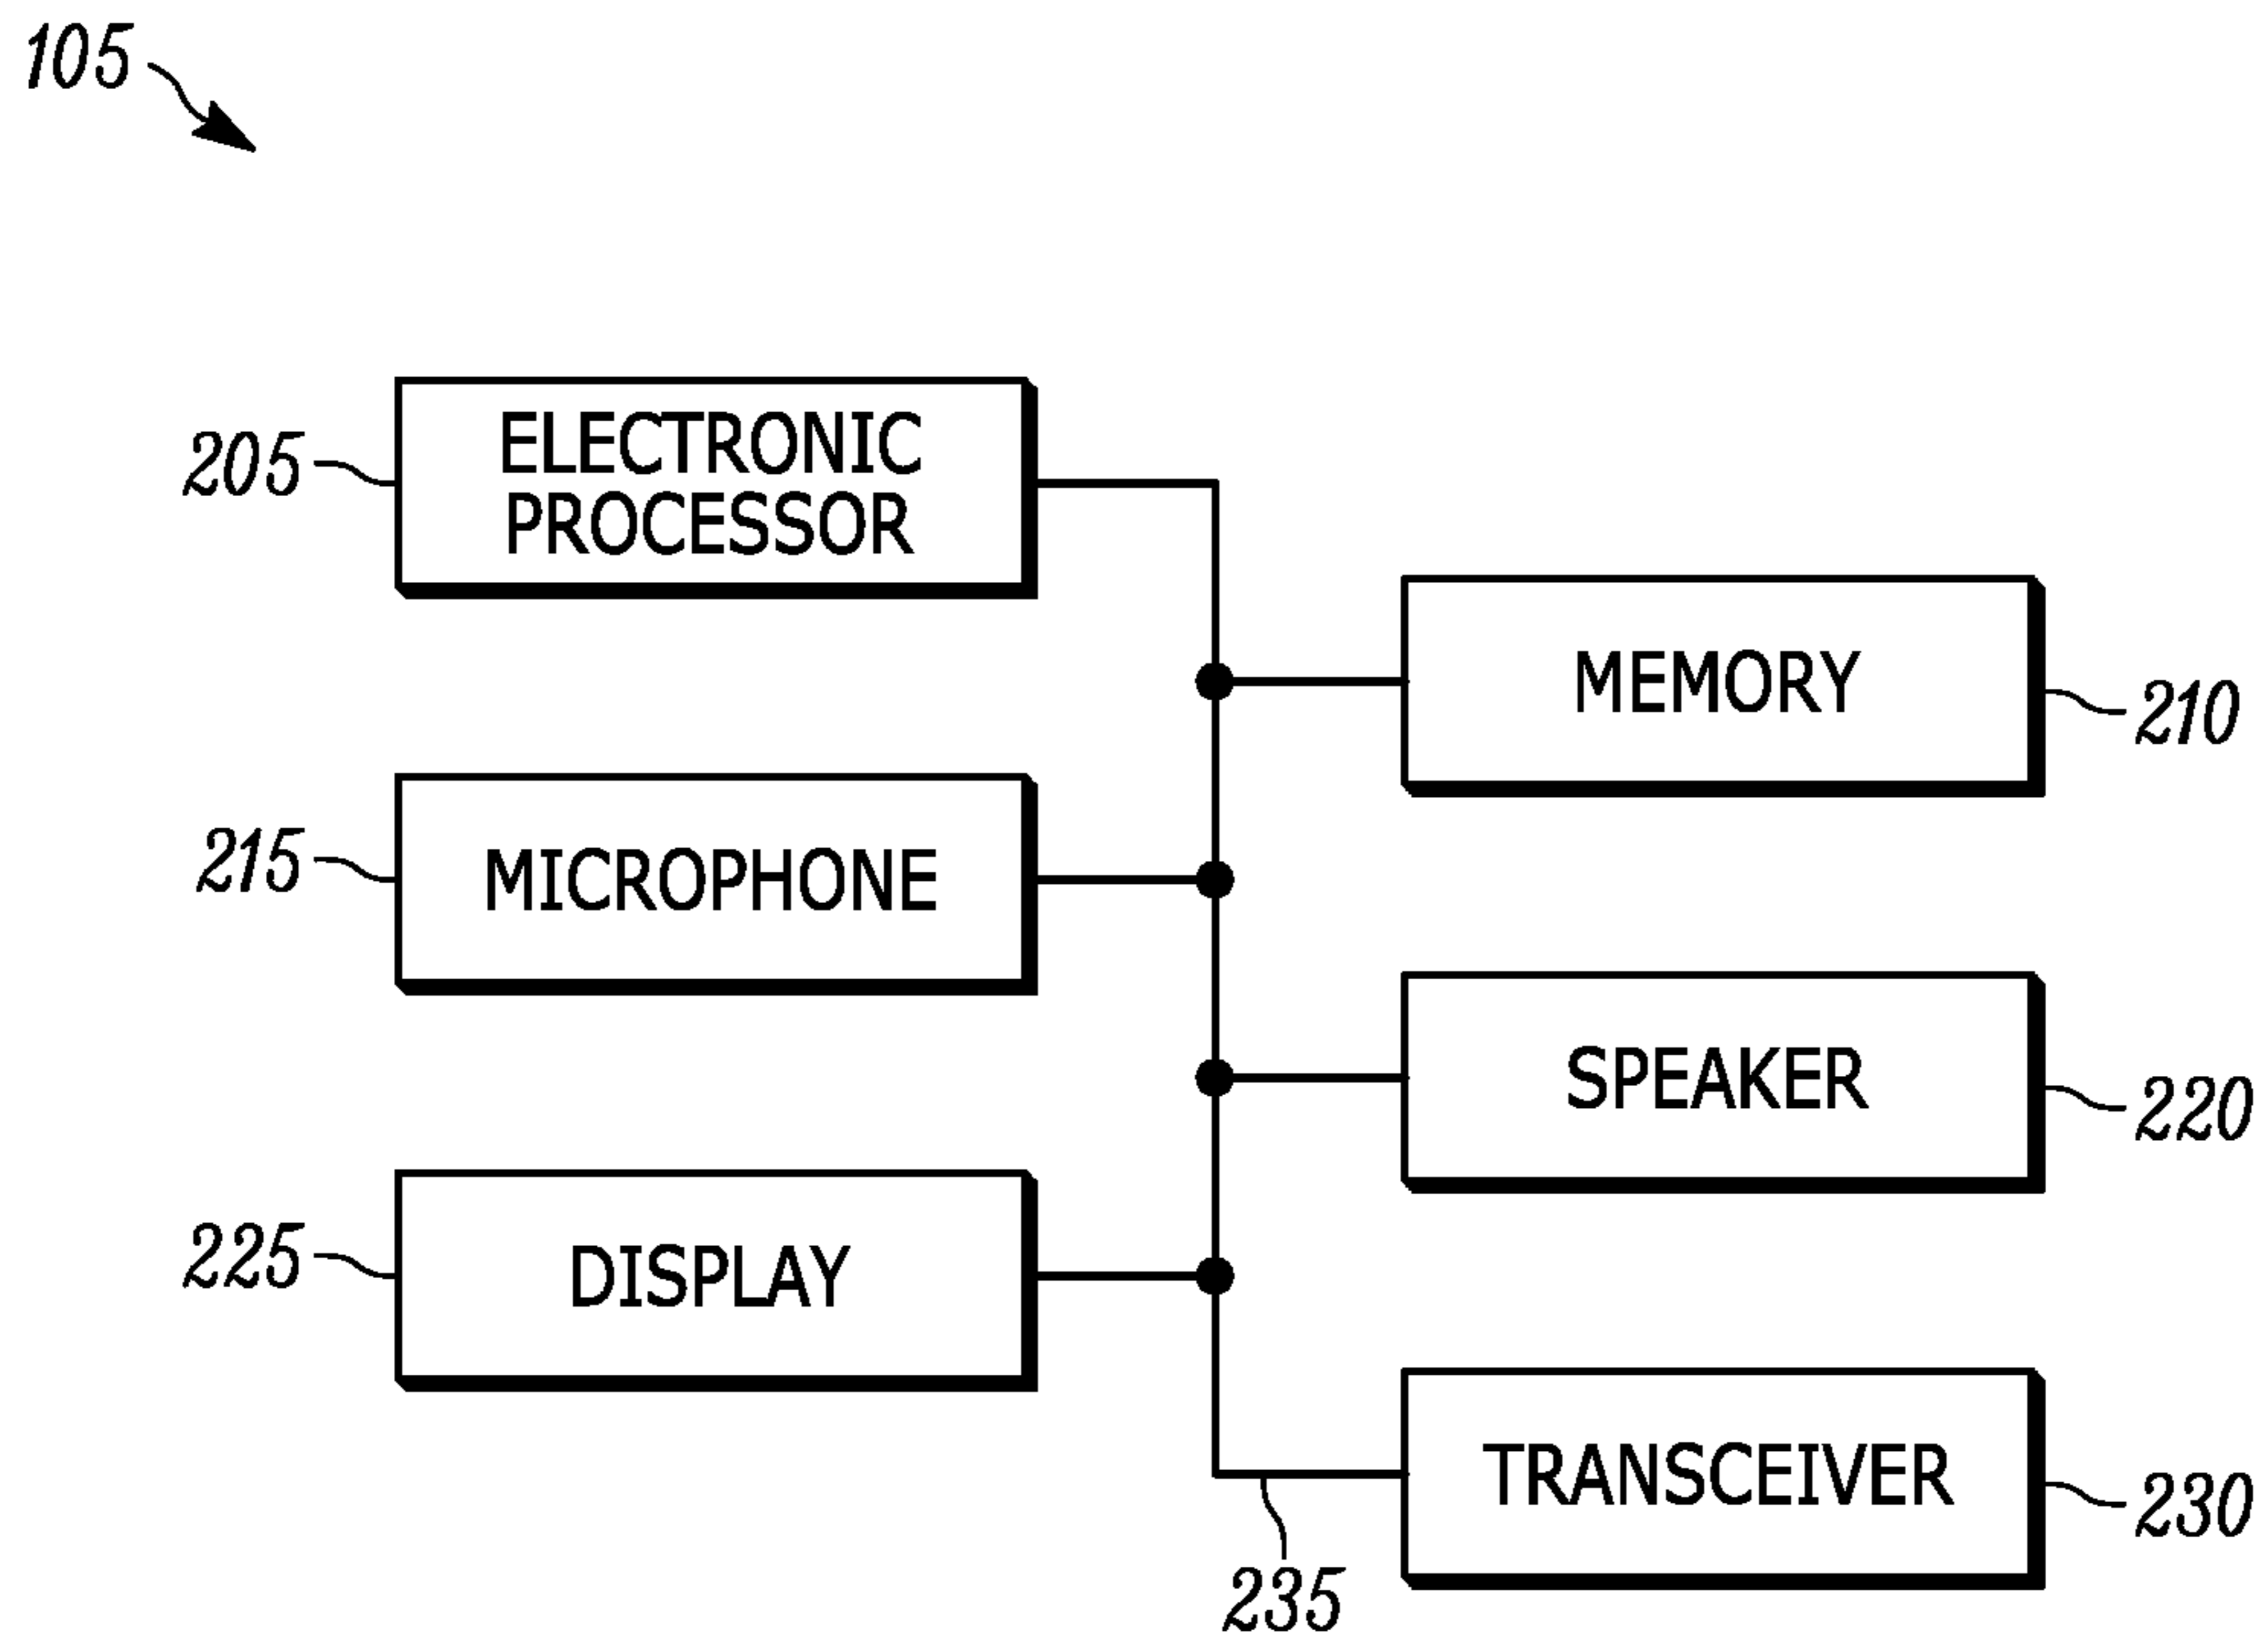 105
205
ELECTRONIC
PROCESSOR
MEMORY
210
215
MICROPHONE
SPEAKER
220
225
DISPLAY
TRANSCEIVER
230
235